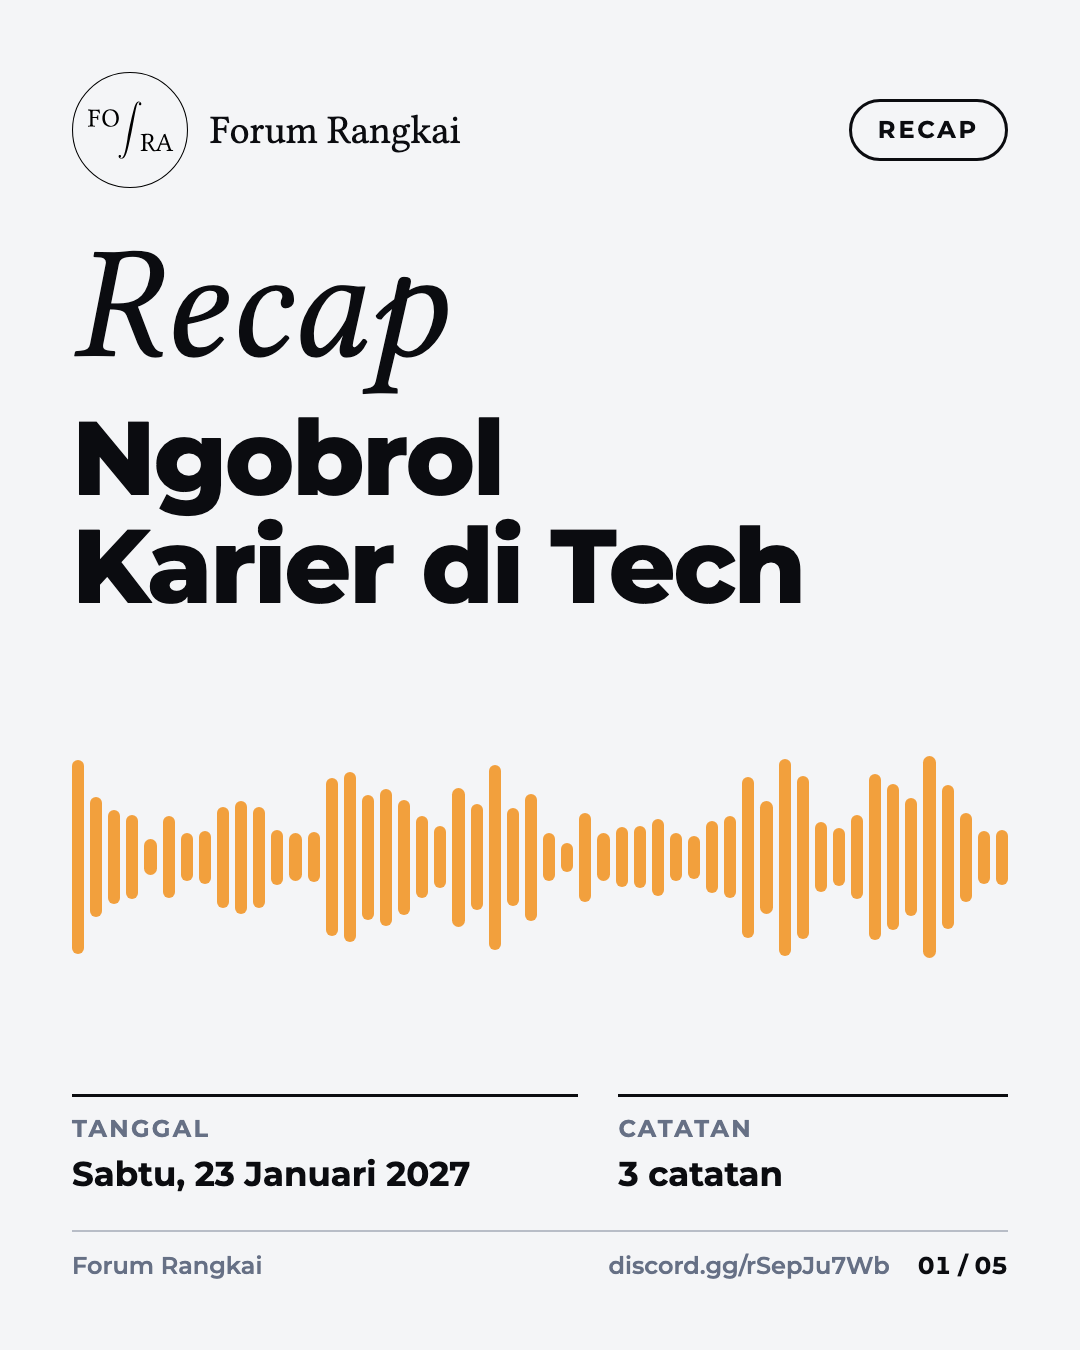 FO
RA
Forum Rangkai
RECAP
Recap
Ngobrol
Karier di Tech
TANGGAL
Sabtu, 23 Januari 2027
CATATAN
3 catatan
Forum Rangkai
discord.gg/rSepJu7Wb
01 / 05